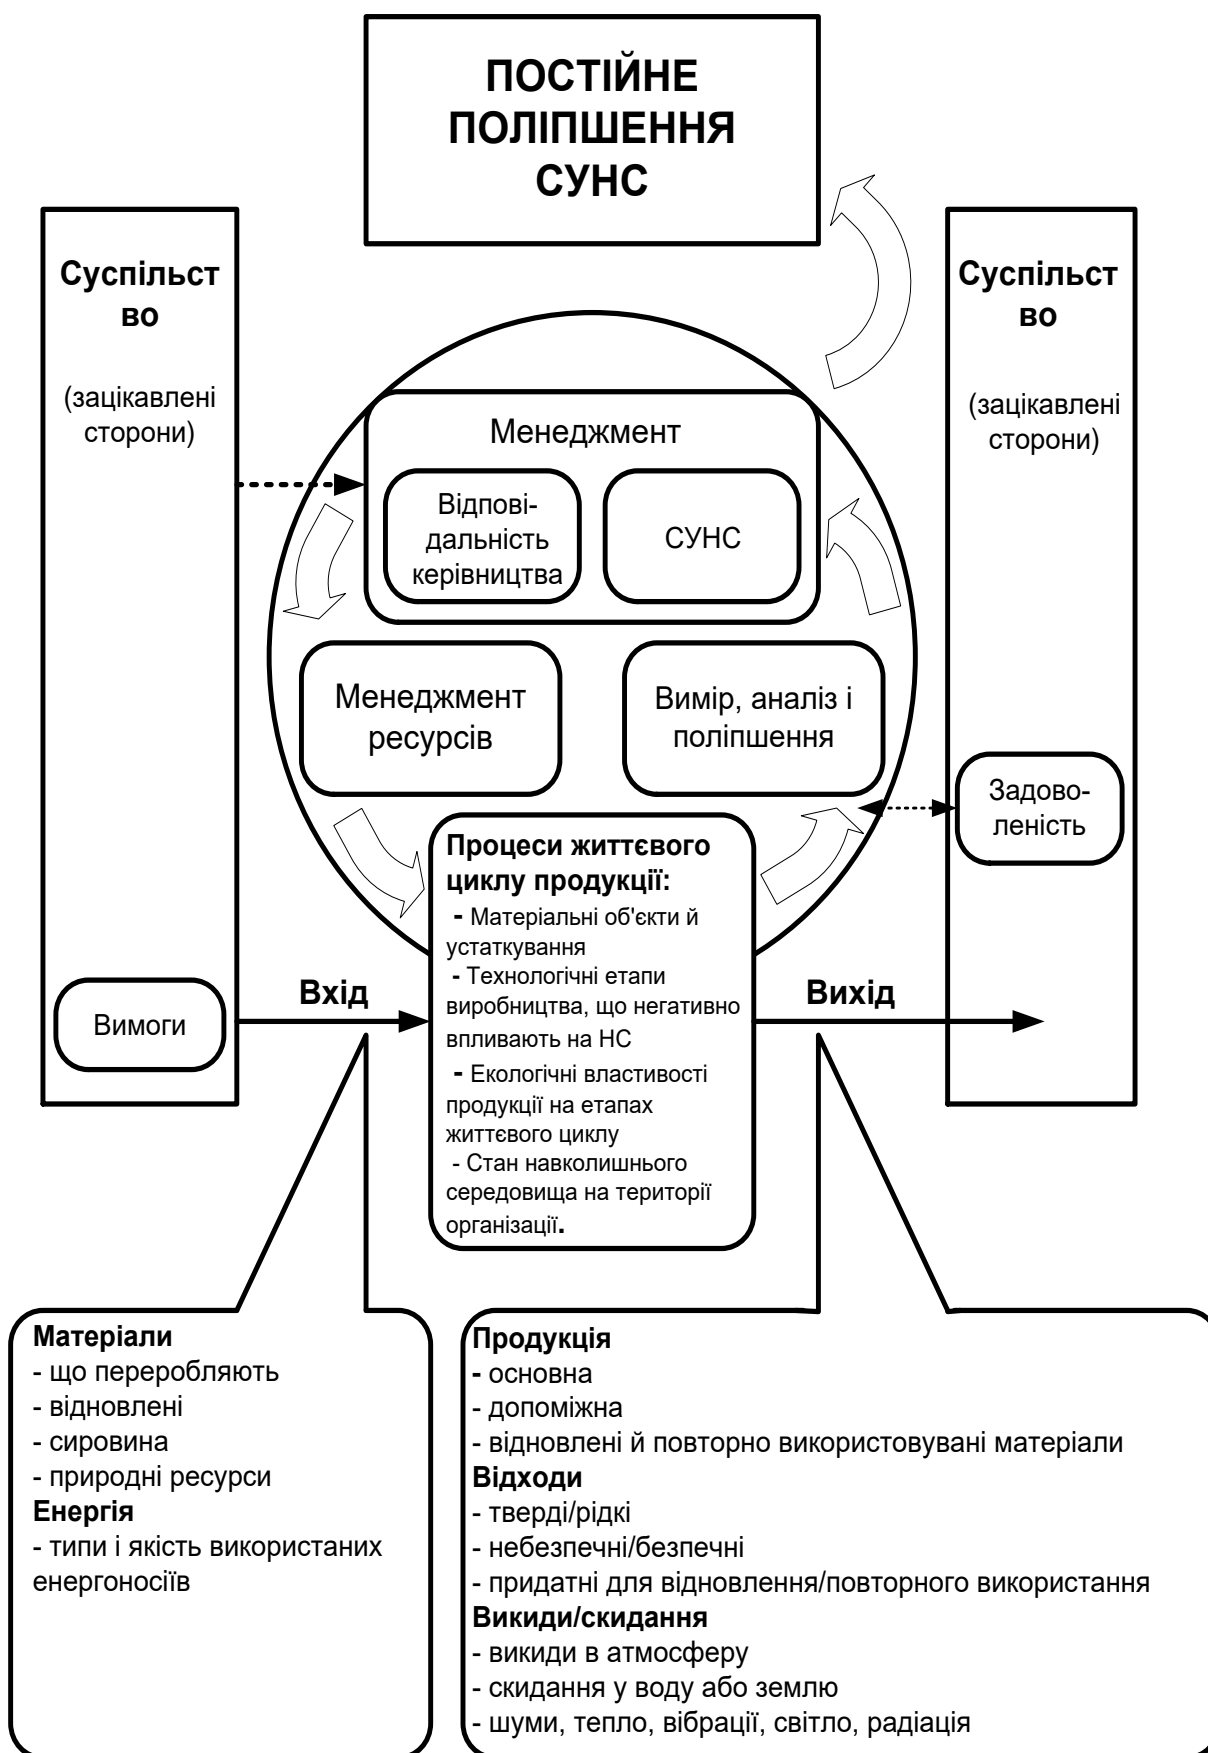 ПОСТІЙНЕ
ПОЛІПШЕННЯ
СУНС
Суспільст
во
(зацікавлені
сторони)
Вимоги
Менеджмент
Відпові-
дальність
керівництва
СУНС
Менеджмент
ресурсів
Вимір, аналіз і
поліпшення
Суспільст
во
(зацікавлені
сторони)
Задово-
леність
Вхід
Процеси життєвого
циклу продукції:
- Матеріальні об'єкти й
устаткування
- Технологічні етапи
виробництва, що негативно
впливають на НС
- Екологічні властивості
продукції на етапах
життєвого циклу
- Стан навколишнього
середовища на території
організації.
Вихід
Матеріали
- що переробляють
- відновлені
- сировина
- природні ресурси
Енергія
- типи і якість використаних
енергоносіїв
Продукція
- основна
- допоміжна
- відновлені й повторно використовувані матеріали
Відходи
- тверді/рідкі
- небезпечні/безпечні
- придатні для відновлення/повторного використання
Викиди/скидання
- викиди в атмосферу
- скидання у воду або землю
- шуми, тепло, вібрації, світло, радіація